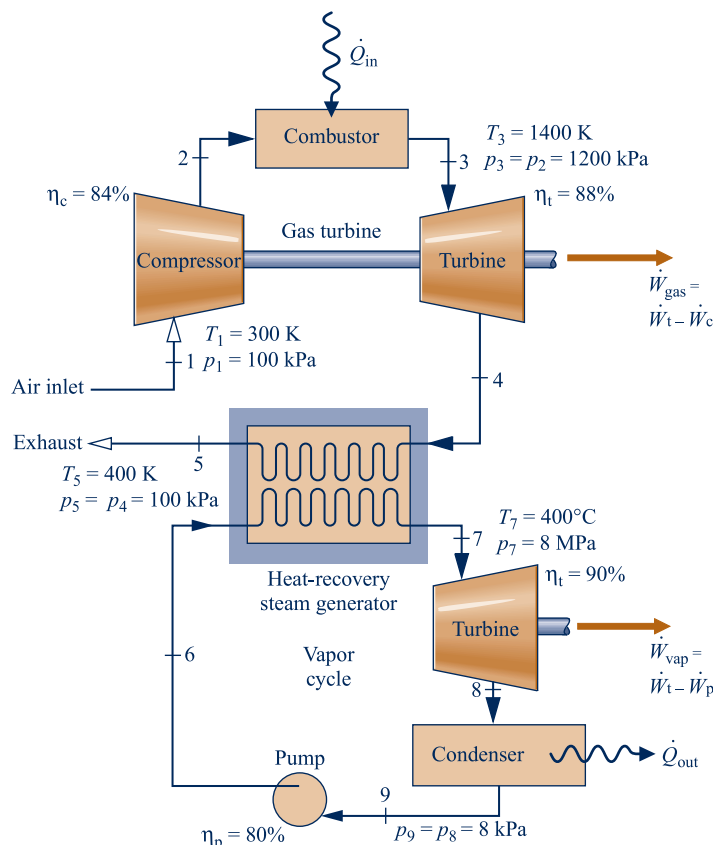 Q̇in
Combustor
2
3
T3 = 1400 K
p3 = p2 = 1200 kPa
ηc = 84%
ηt = 88%
Gas turbine
Compressor
Turbine
Ẇgas =
Ẇt – Ẇc
T1 = 300 K
p1 = 100 kPa
1
Air inlet
4
Exhaust
5
T5 = 400 K
p5 = p4 = 100 kPa
T7 = 400°C
p7 = 8 MPa
7
Heat-recovery
steam generator
ηt = 90%
Turbine
Ẇvap =
Ẇt – Ẇp
Vapor
cycle
6
8
Condenser
Q̇out
Pump
9
p9 = p8 = 8 kPa
ηp = 80%